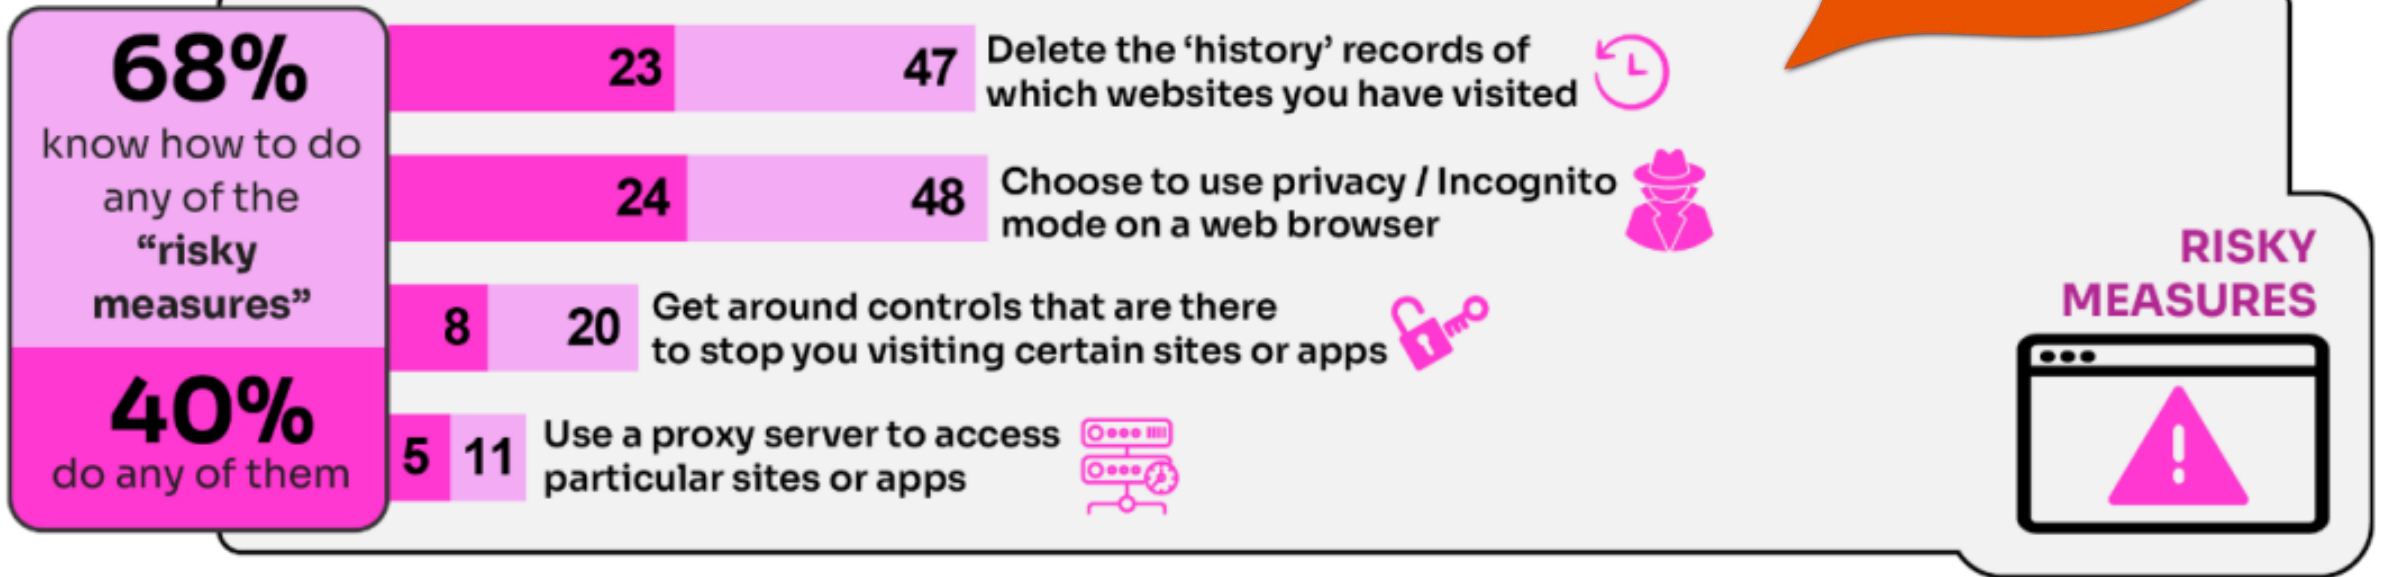 68%
know how to do
any of the
“risky
measures”
40%
do any of them
23 47 Delete the ‘history’ records of
which websites you have visited
24 48 Choose to use privacy / Incognito
mode on a web browser
8 20 Get around controls that are there
to stop you visiting certain sites or apps
5 11 Use a proxy server to access
particular sites or apps
RISKY
MEASURES